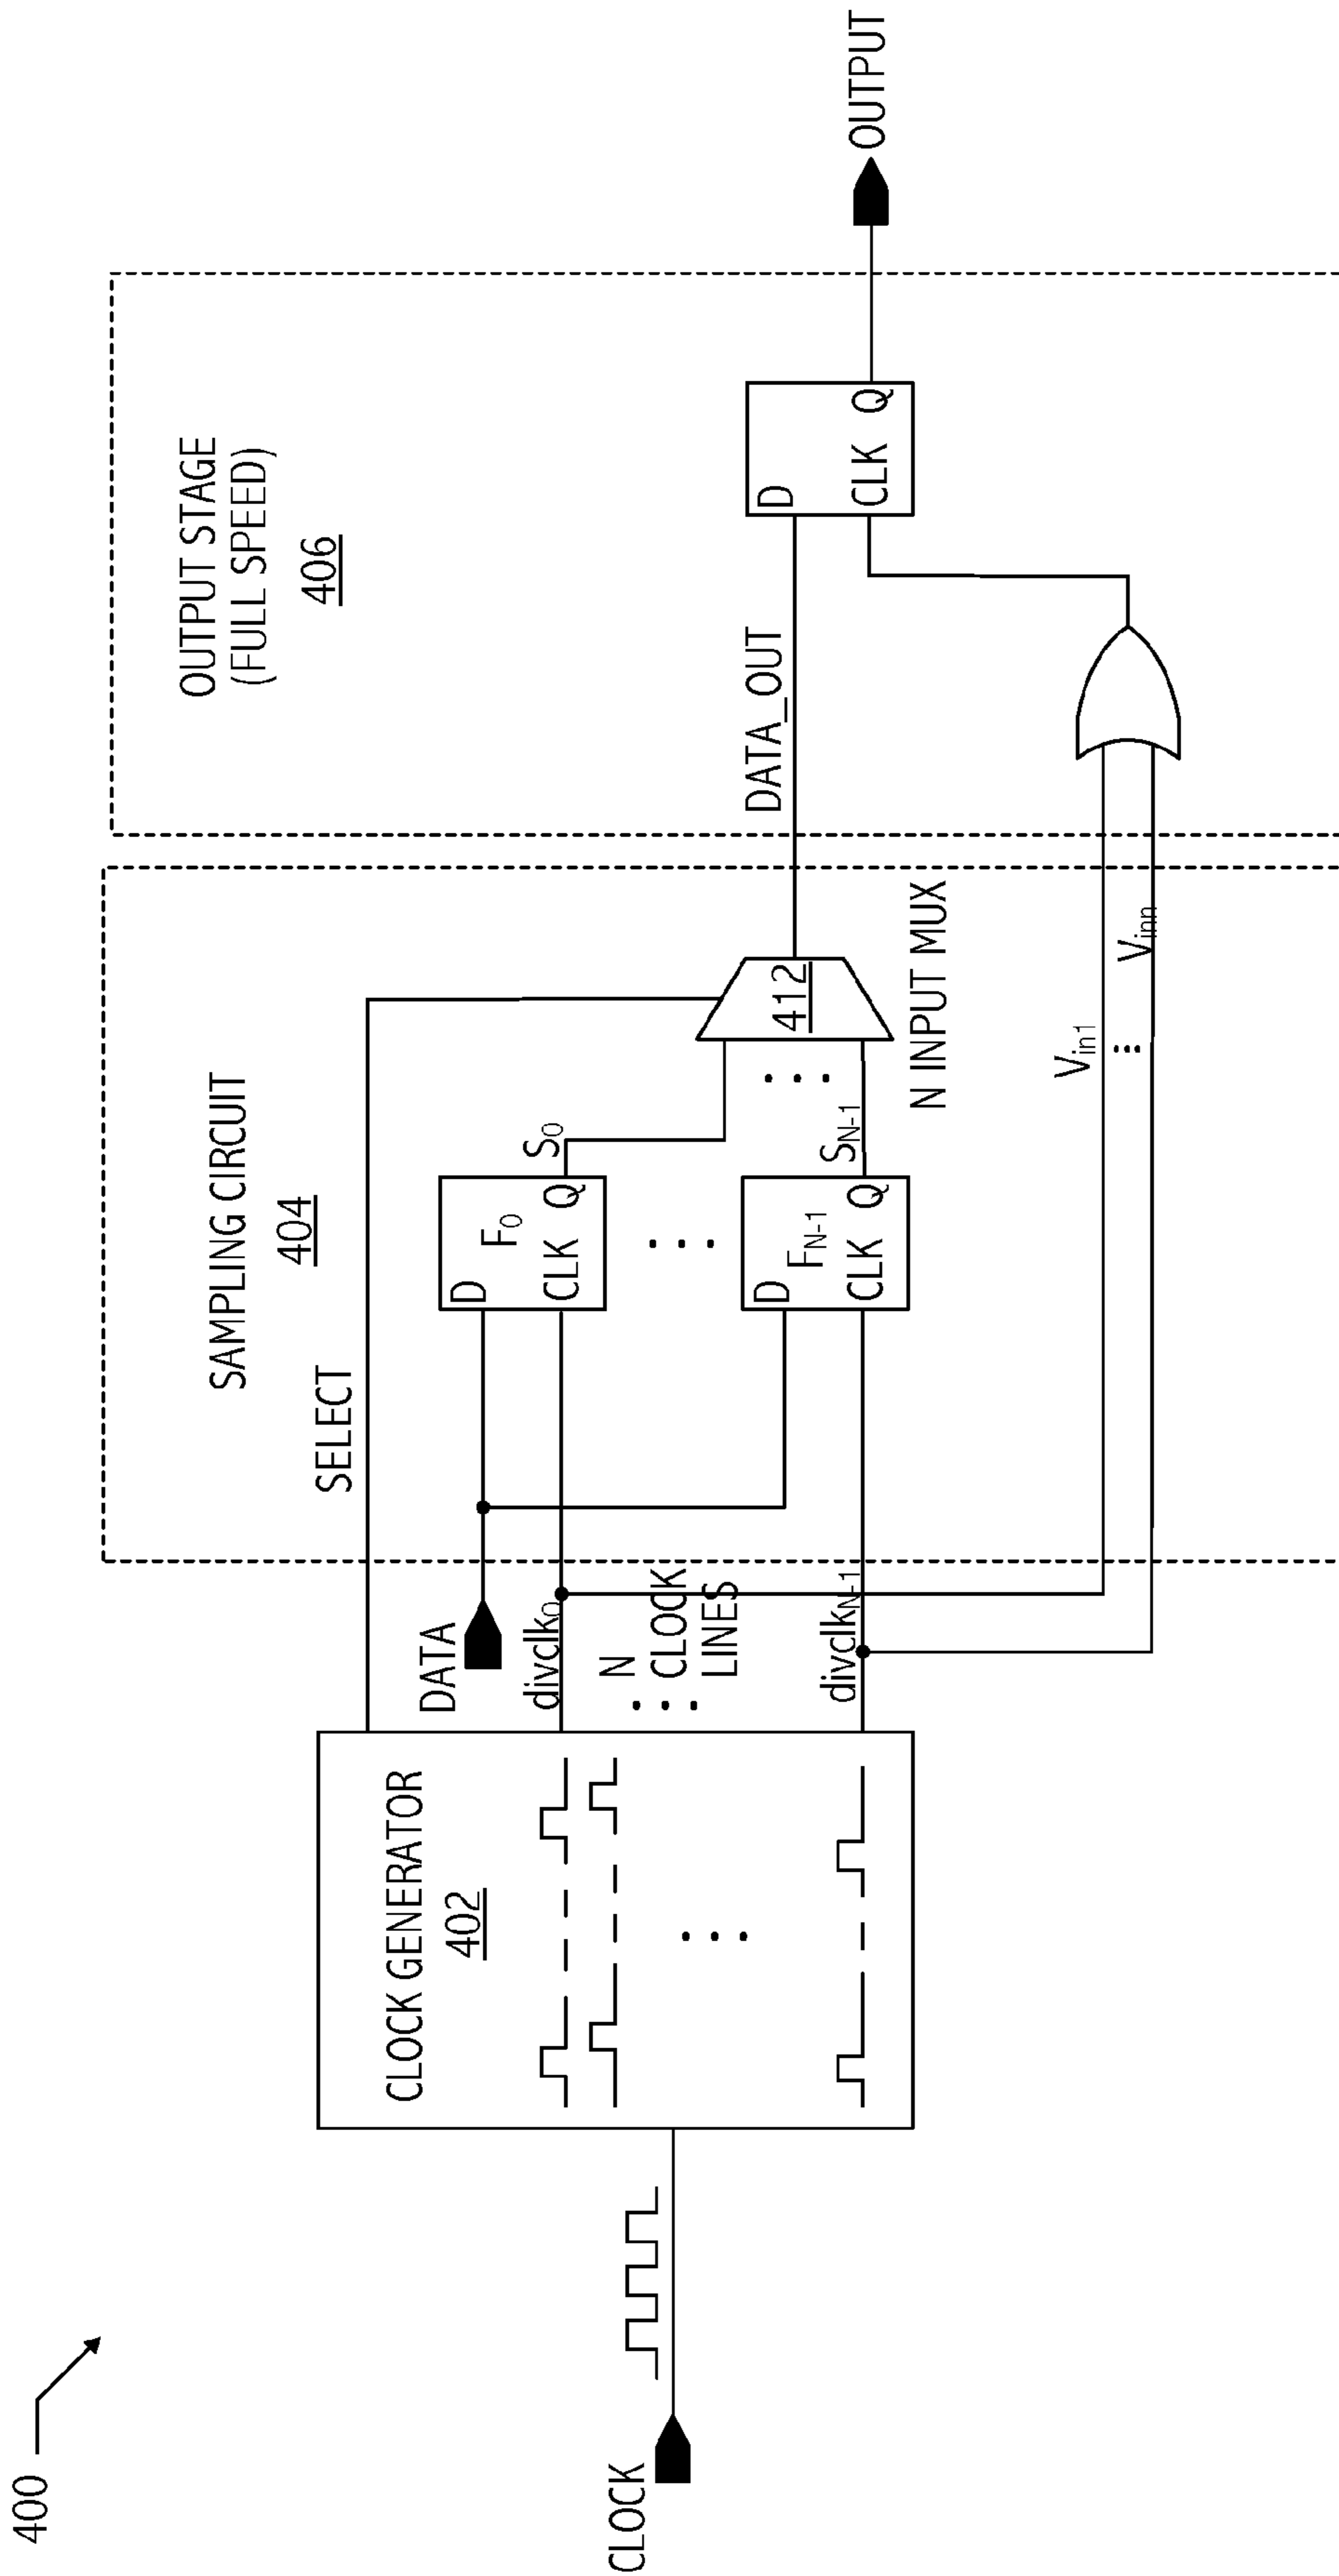 400
CLOCK
CLOCK GENERATOR
402
SELECT
DATA
divclk₀
N
CLOCK
LINES
divclkN-1
SAMPLING CIRCUIT
404
D
F₀
CLK Q
S₀
D
FN-1
CLK Q
SN-1
412
N INPUT MUX
Vin1
Vinn
OUTPUT STAGE
(FULL SPEED)
406
DATA_OUT
D
CLK Q
OUTPUT